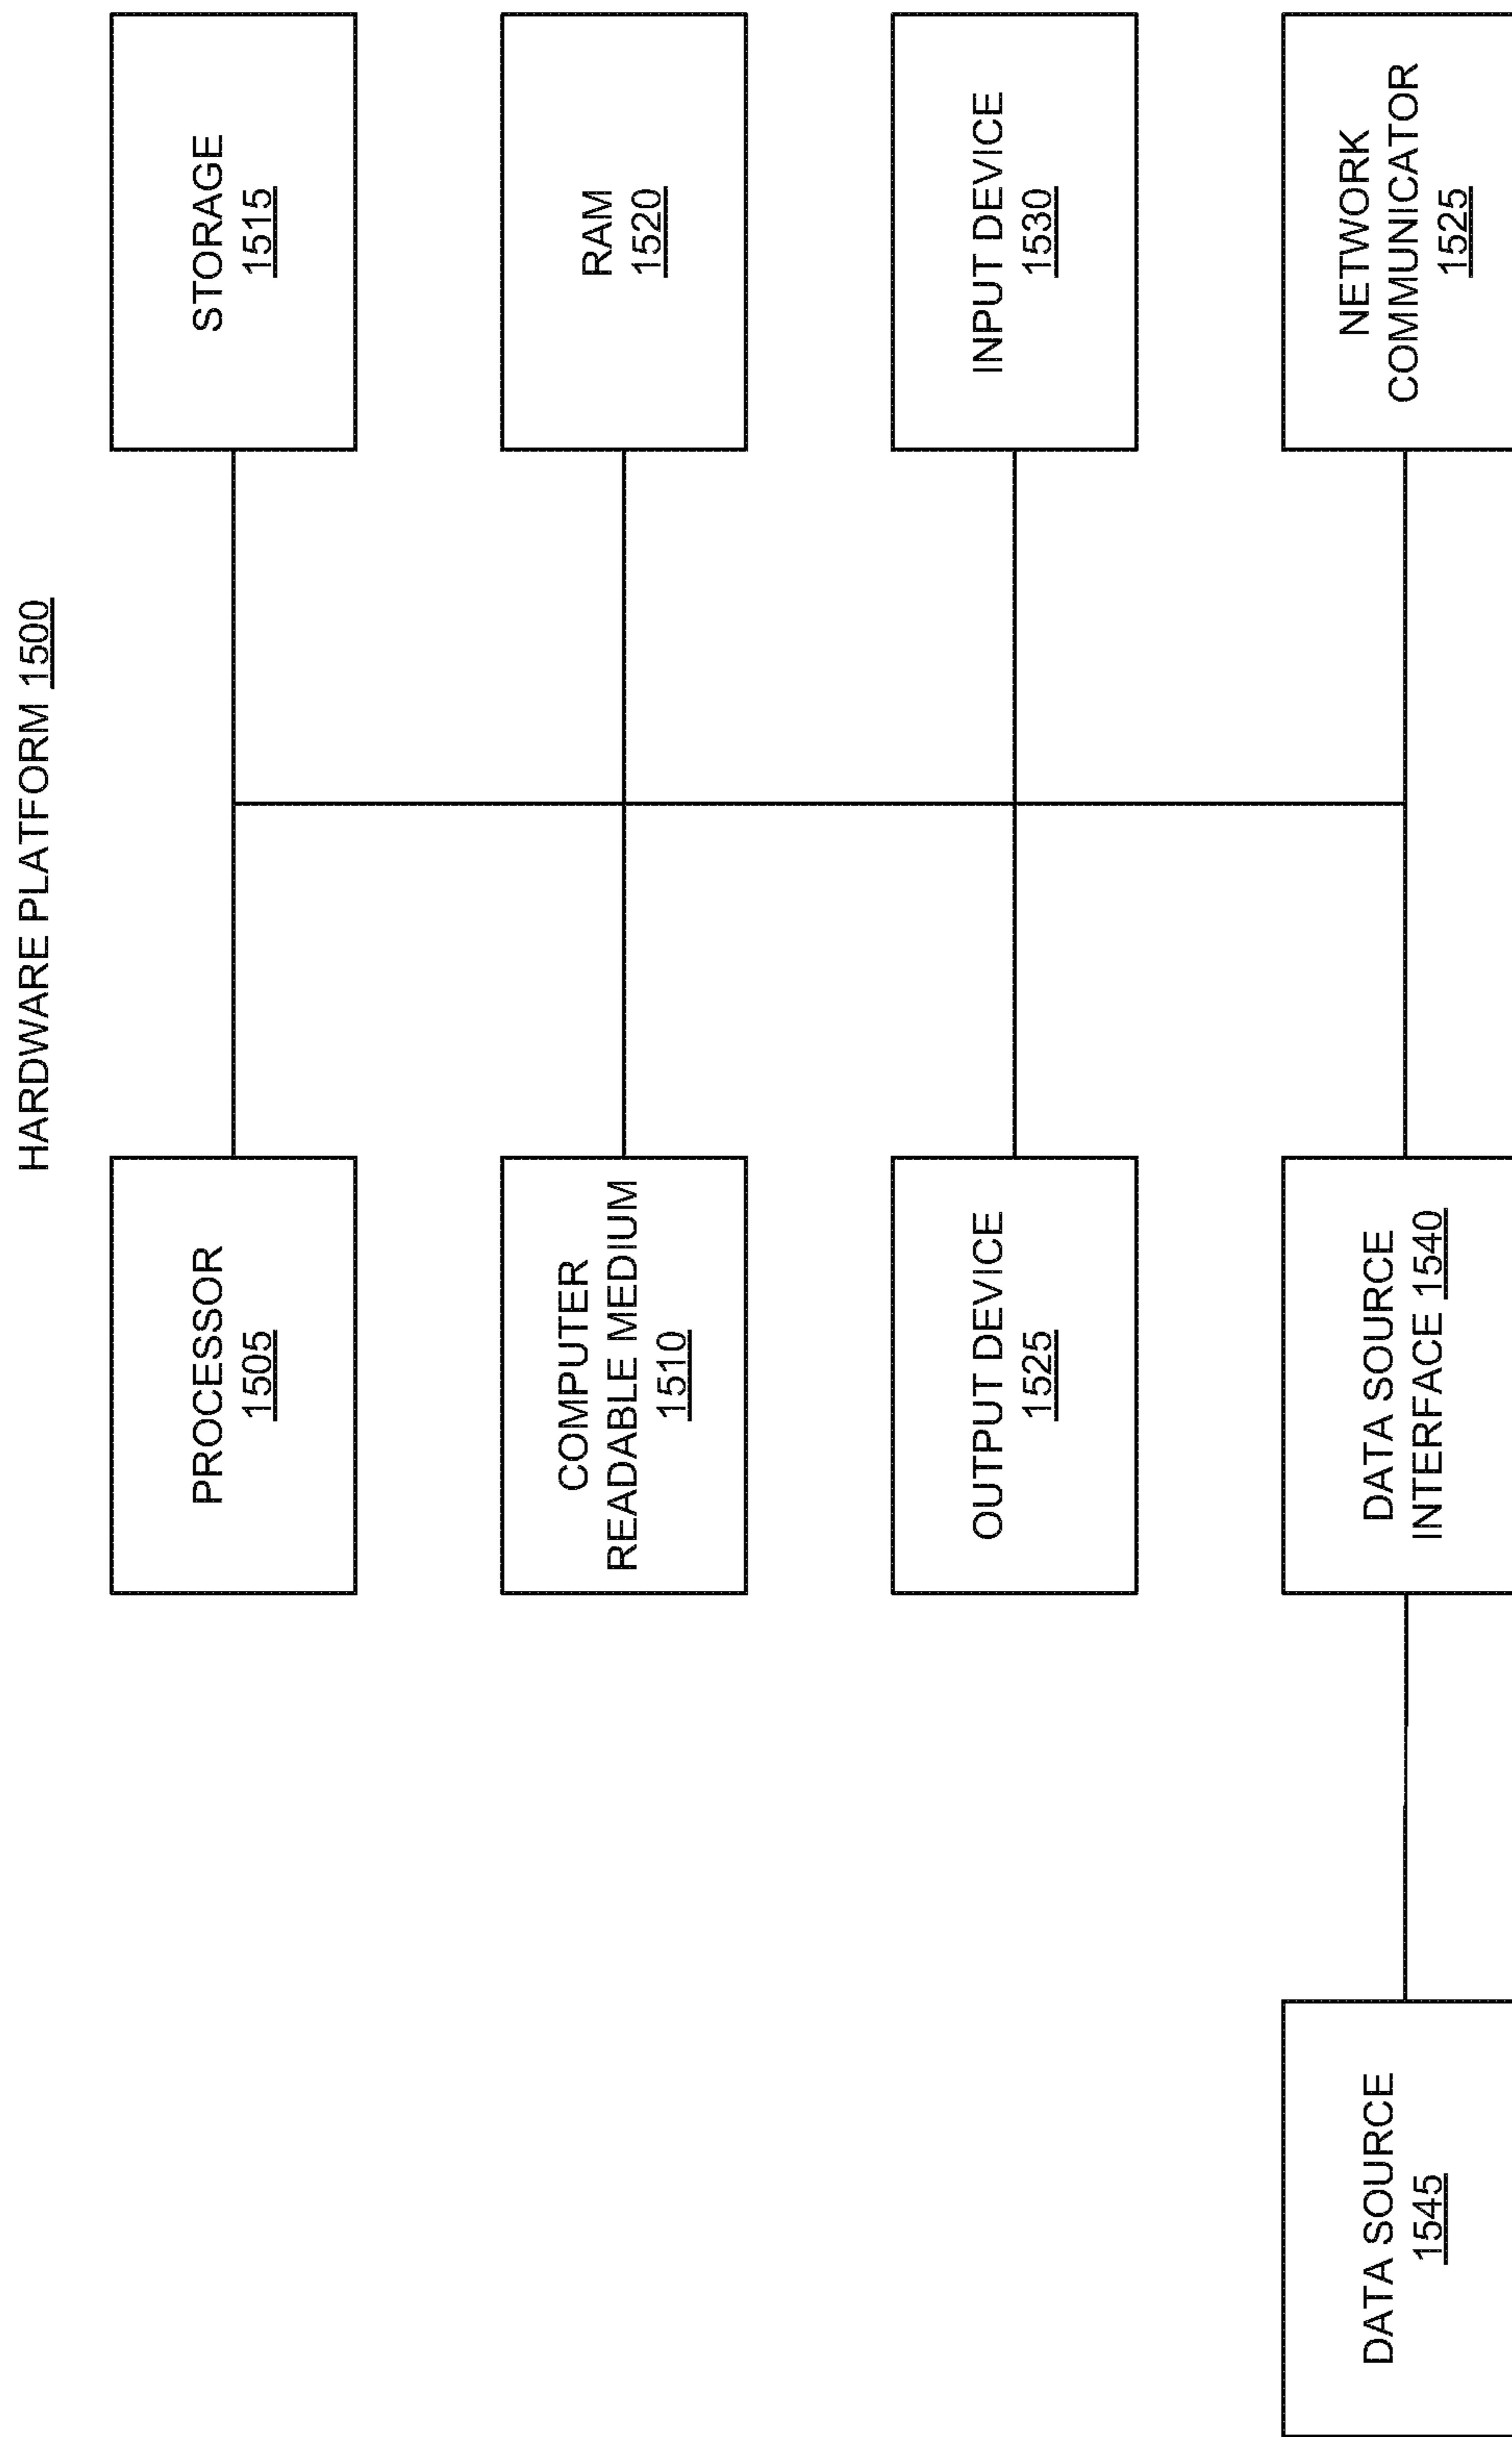 HARDWARE PLATFORM 1500
PROCESSOR
1505
STORAGE
1515
COMPUTER
READABLE MEDIUM
1510
RAM
1520
OUTPUT DEVICE
1525
INPUT DEVICE
1530
DATA SOURCE
1545
DATA SOURCE
INTERFACE 1540
NETWORK
COMMUNICATOR
1525